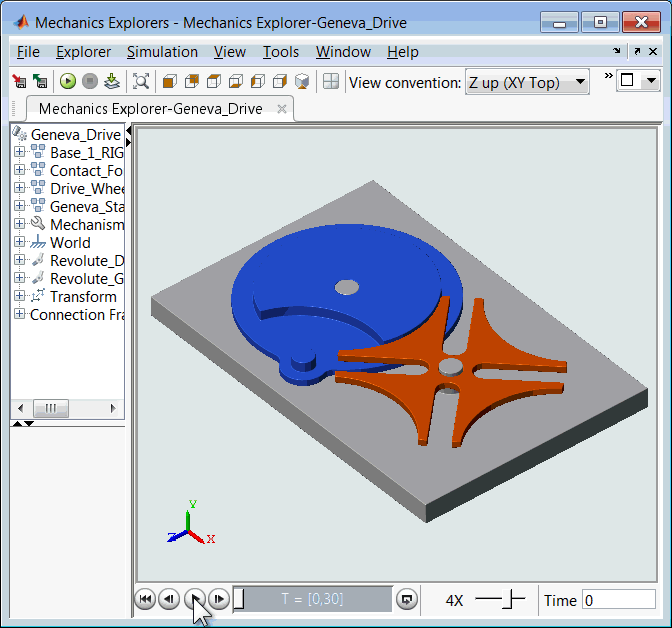 Mechanics Explorers - Mechanics Explorer-Geneva_Drive
File Explorer Simulation View Tools Window Help
View convention: Z up (XY Top)
Mechanics Explorer-Geneva_Drive
Geneva_Drive
Base_1_RIG
Contact_Fo
Drive_Whee
Geneva_Sta
Mechanism
World
Revolute_D
Revolute_G
Transform
Connection Fra
Y
Z
X
T = [0,30]
4X
Time 0